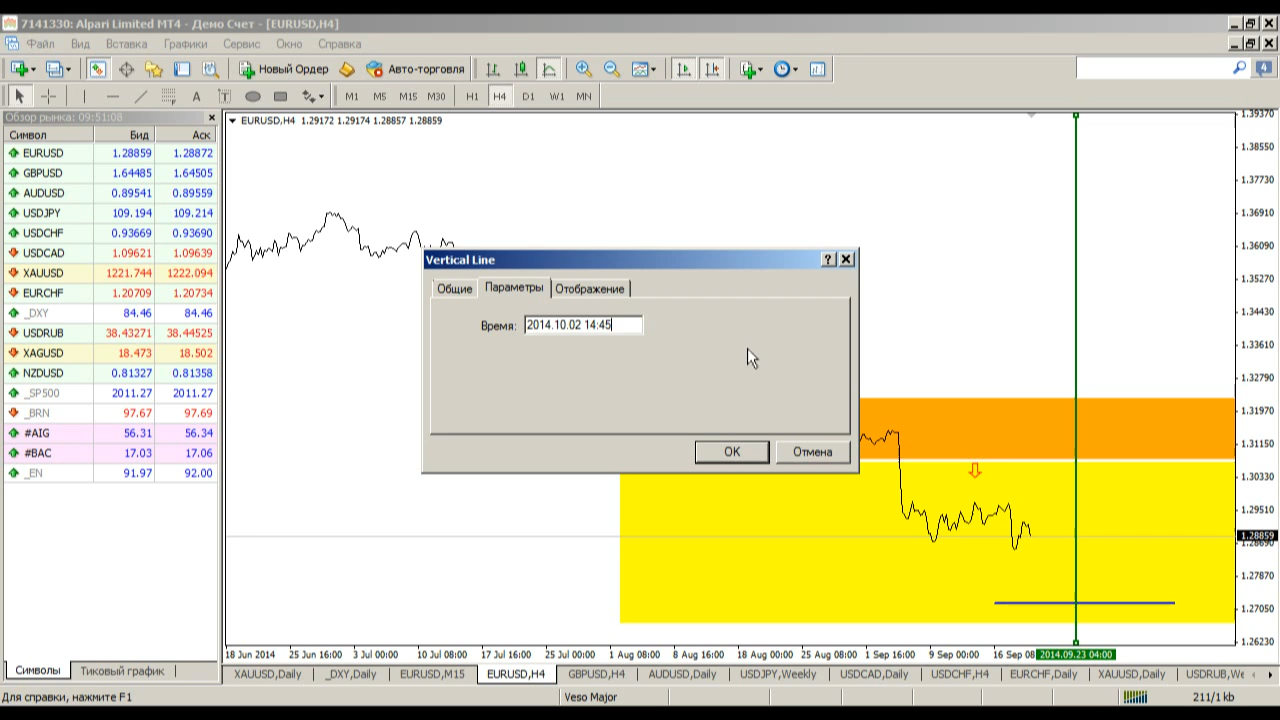 7141330: Alpari Limited MT4 - Демо Счет - [EURUSD,H4]
Файл Вид Вставка Графики Сервис Окно Справка
Новый Ордер Авто-торговля 4
A T M1 M5 M15 M30 H1 H4 D1 W1 MN
Обзор рынка: 09:51:08
Символ Бид Аск
EURUSD 1.28859 1.28872
GBPUSD 1.64485 1.64505
AUDUSD 0.89541 0.89559
USDJPY 109.194 109.214
USDCHF 0.93669 0.93690
USDCAD 1.09621 1.09639
XAUUSD 1221.744 1222.094
EURCHF 1.20709 1.20734
_DXY 84.46 84.46
USDRUB 38.43271 38.44525
XAGUSD 18.473 18.502
NZDUSD 0.81327 0.81358
_SP500 2011.27 2011.27
_BRN 97.67 97.69
#AIG 56.31 56.34
#BAC 17.03 17.06
_EN 91.97 92.00
Символы Тиковый график
EURUSD,H4 1.29172 1.29174 1.28857 1.28859
Vertical Line
Общие Параметры Отображение
Время: 2014.10.02 14:45
OK Отмена
1.39370
1.38550
1.37730
1.36910
1.36090
1.35270
1.34430
1.33610
1.32790
1.31970
1.31150
1.30330
1.29510
1.28859
1.28690
1.27870
1.27050
1.26230
18 Jun 2014 25 Jun 16:00 3 Jul 00:00 10 Jul 08:00 17 Jul 16:00 25 Jul 00:00 1 Aug 08:00 8 Aug 16:00 18 Aug 00:00 25 Aug 08:00 1 Sep 16:00 9 Sep 00:00 16 Sep 08 2014.09.23 04:00
XAUUSD,Daily _DXY,Daily EURUSD,M15 EURUSD,H4 GBPUSD,H4 AUDUSD,Daily USDJPY,Weekly USDCAD,Daily USDCHF,H4 EURCHF,Daily XAUUSD,Daily USDRUB,We
Для справки, нажмите F1 Veso Major 211/1 kb